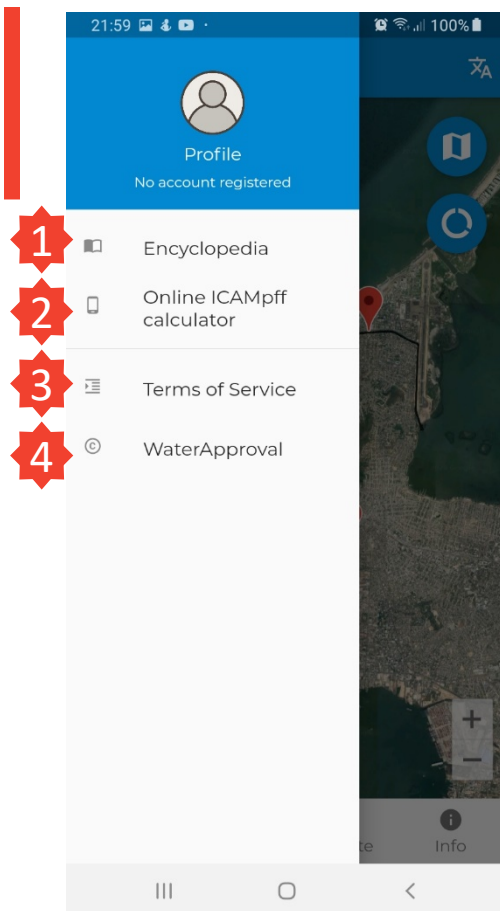 21:59 100%
Profile
No account registered
1 Encyclopedia
2 Online ICAMpff
calculator
3 Terms of Service
4 WaterApproval
+
−
te Info